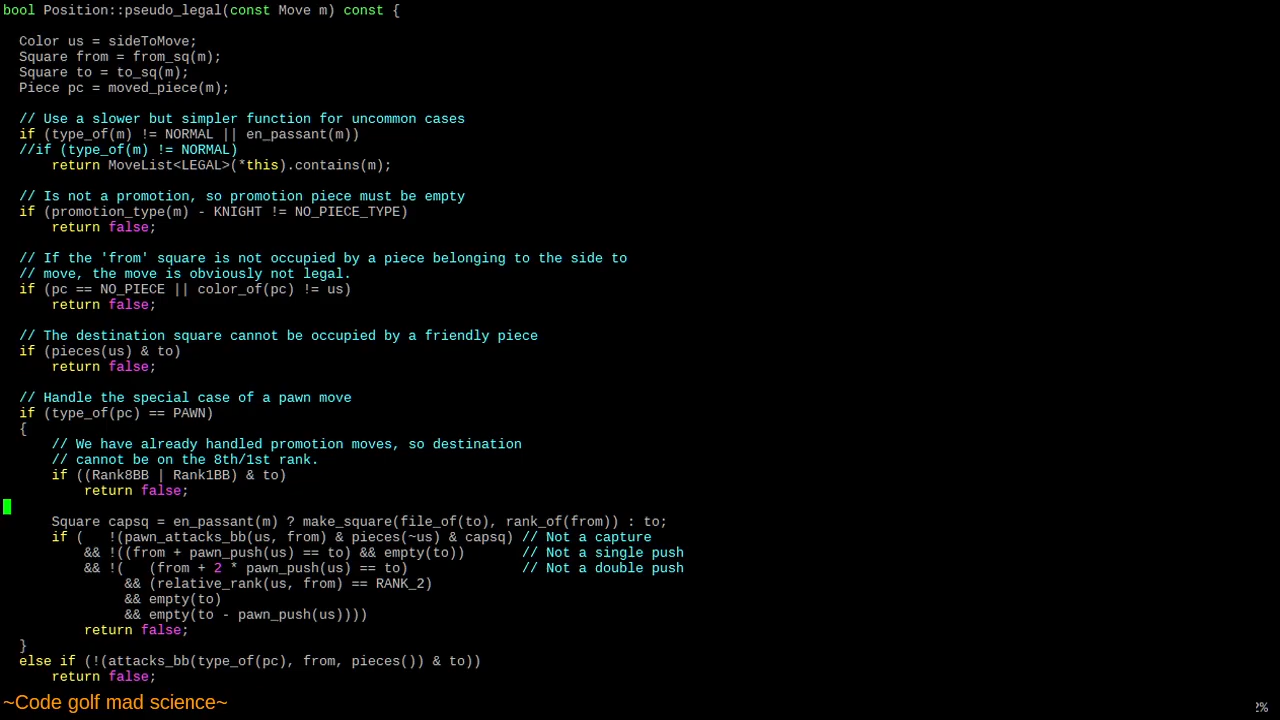 bool Position::pseudo_legal(const Move m) const {

  Color us = sideToMove;
  Square from = from_sq(m);
  Square to = to_sq(m);
  Piece pc = moved_piece(m);

  // Use a slower but simpler function for uncommon cases
  if (type_of(m) != NORMAL || en_passant(m))
  //if (type_of(m) != NORMAL)
      return MoveList<LEGAL>(*this).contains(m);

  // Is not a promotion, so promotion piece must be empty
  if (promotion_type(m) - KNIGHT != NO_PIECE_TYPE)
      return false;

  // If the 'from' square is not occupied by a piece belonging to the side to
  // move, the move is obviously not legal.
  if (pc == NO_PIECE || color_of(pc) != us)
      return false;

  // The destination square cannot be occupied by a friendly piece
  if (pieces(us) & to)
      return false;

  // Handle the special case of a pawn move
  if (type_of(pc) == PAWN)
  {
      // We have already handled promotion moves, so destination
      // cannot be on the 8th/1st rank.
      if ((Rank8BB | Rank1BB) & to)
          return false;

      Square capsq = en_passant(m) ? make_square(file_of(to), rank_of(from)) : to;
      if (   !(pawn_attacks_bb(us, from) & pieces(~us) & capsq) // Not a capture
          && !((from + pawn_push(us) == to) && empty(to))       // Not a single push
          && !(   (from + 2 * pawn_push(us) == to)              // Not a double push
               && (relative_rank(us, from) == RANK_2)
               && empty(to)
               && empty(to - pawn_push(us))))
          return false;
  }
  else if (!(attacks_bb(type_of(pc), from, pieces()) & to))
      return false;
~Code golf mad science~
2%